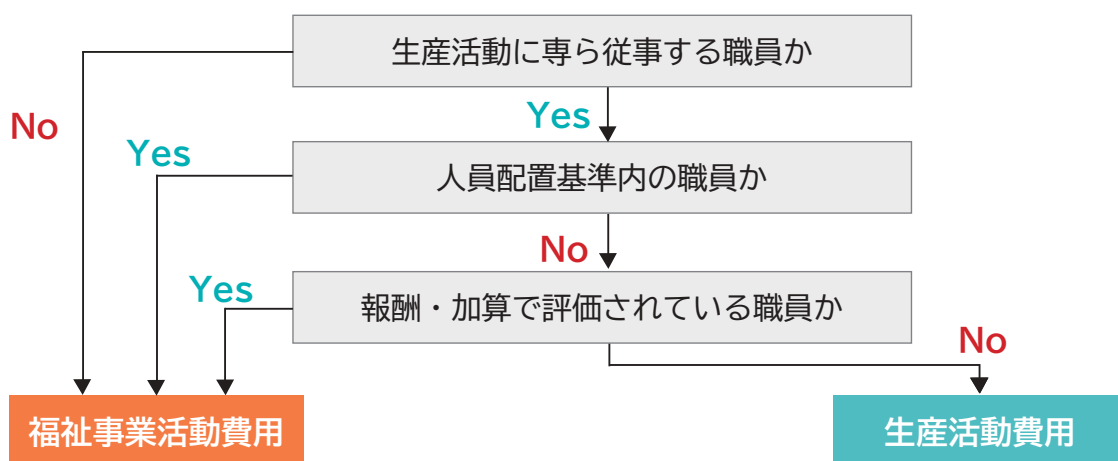 生産活動に専ら従事する職員か
No
Yes
Yes
人員配置基準内の職員か
No
Yes
報酬・加算で評価されている職員か
No
福祉事業活動費用
生産活動費用